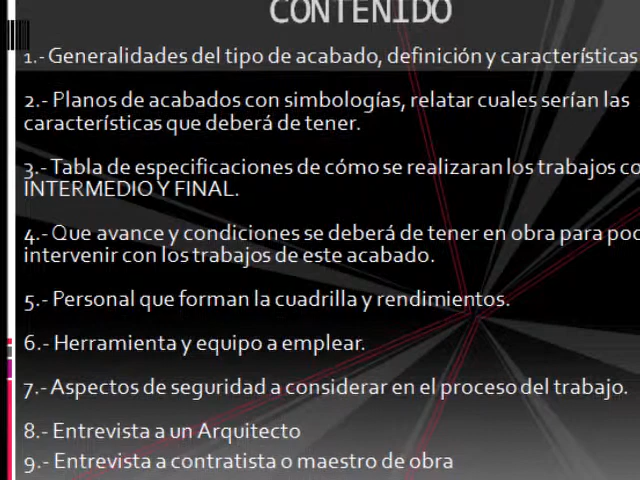 CONTENIDO
1.- Generalidades del tipo de acabado, definición y características
2.- Planos de acabados con simbologías, relatar cuales serían las
características que deberá de tener.
3.- Tabla de especificaciones de cómo se realizaran los trabajos
INTERMEDIO Y FINAL.
4.- Que avance y condiciones se deberá de tener en obra para
intervenir con los trabajos de este acabado.
5.- Personal que forman la cuadrilla y rendimientos.
6.- Herramienta y equipo a emplear.
7.- Aspectos de seguridad a considerar en el proceso del trabajo.
8.- Entrevista a un Arquitecto
9.- Entrevista a contratista o maestro de obra